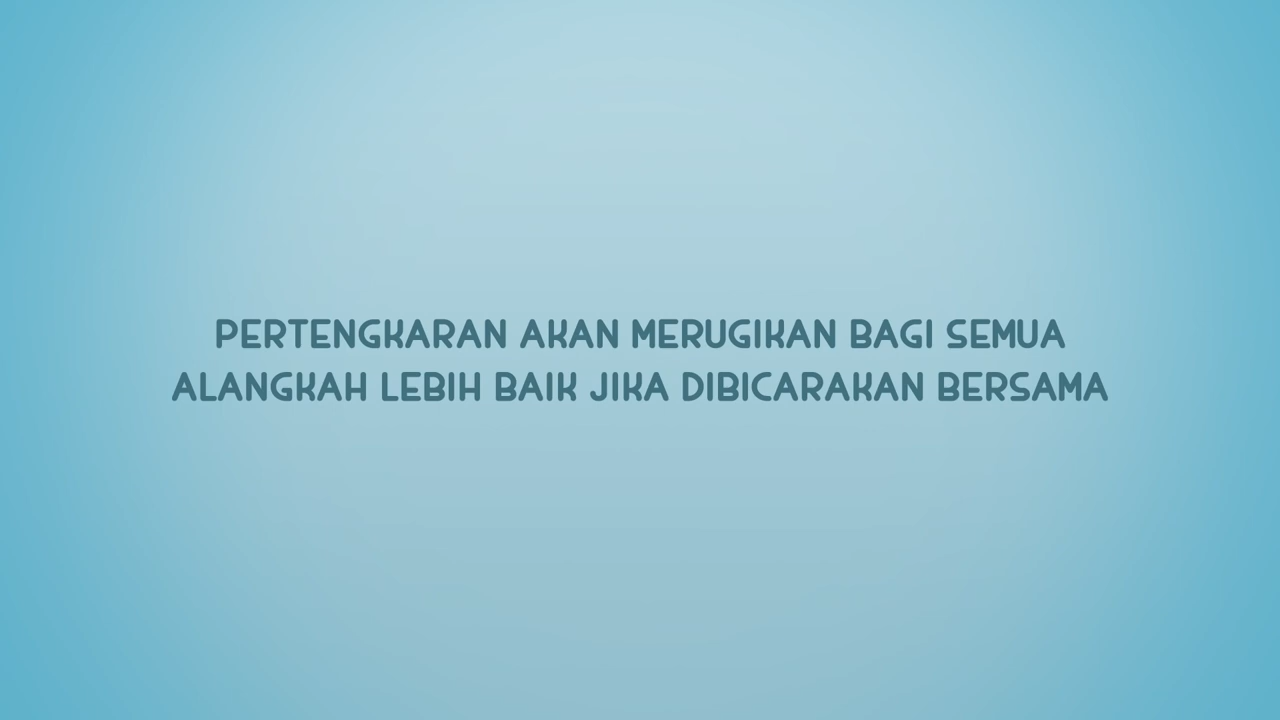 PERTENGKARAN AKAN MERUGIKAN BAGI SEMUA
ALANGKAH LEBIH BAIK JIKA DIBICARAKAN BERSAMA